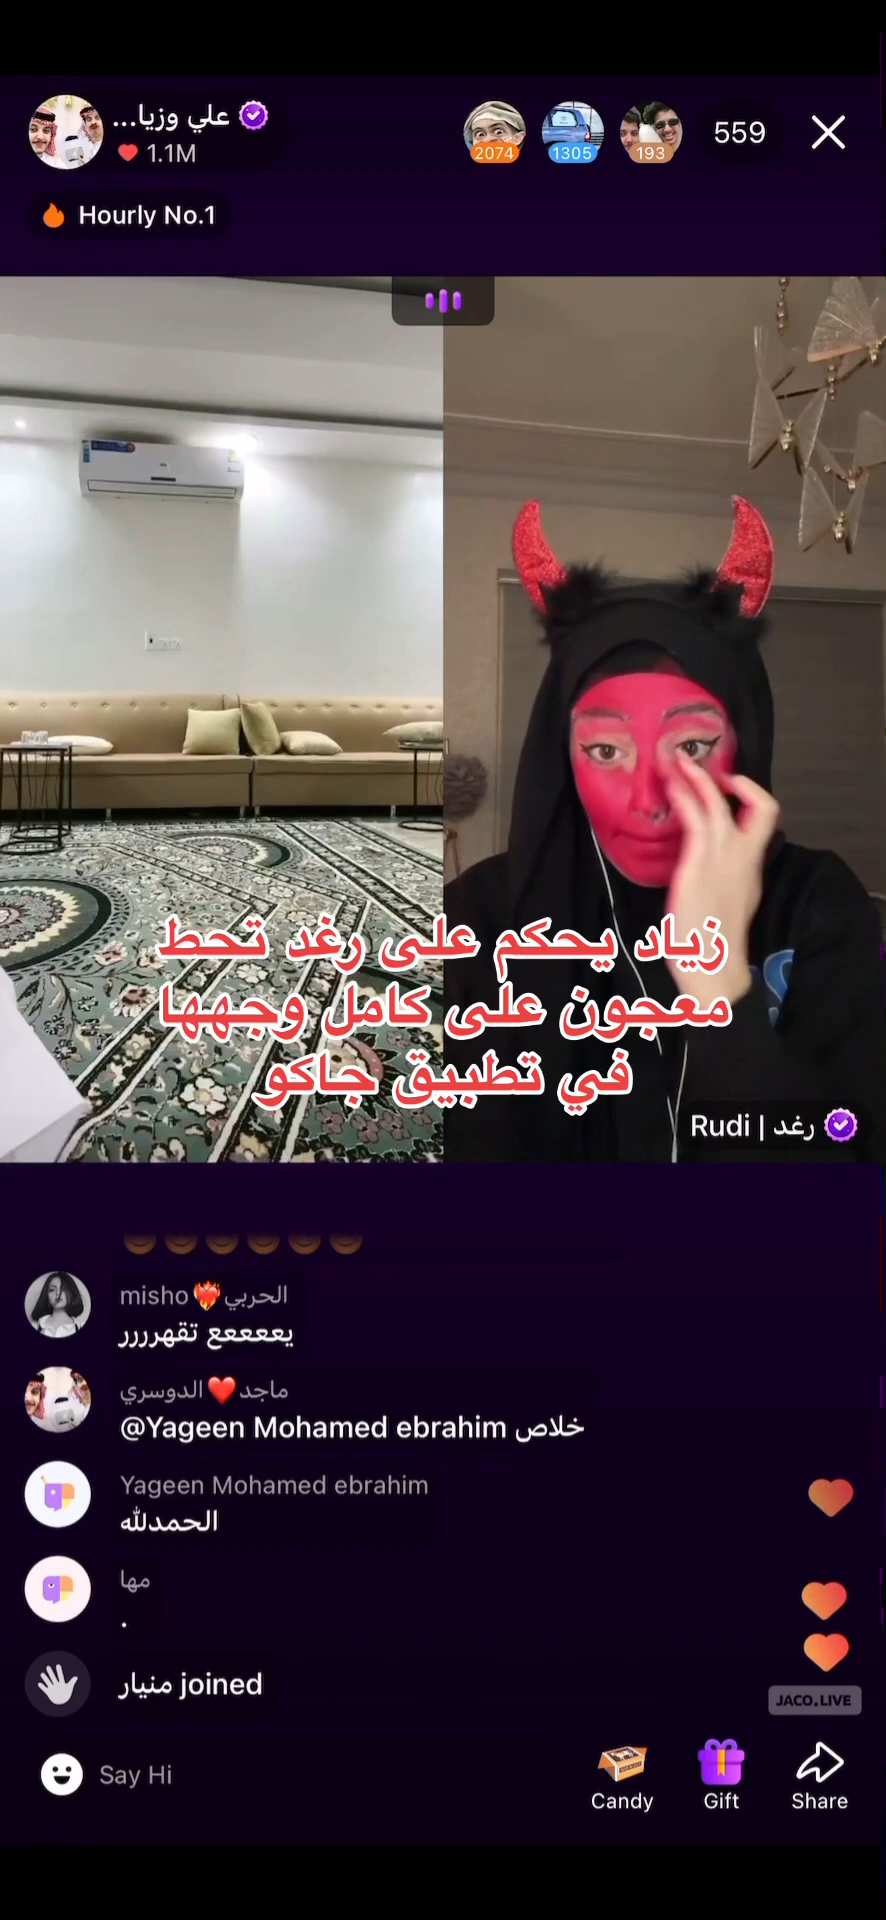 علي وزيا...
1.1M
2074
1305
193
559
Hourly No.1
زياد يحكم على رغد تحط
معجون على كامل وجهها
في تطبيق جاكو
Rudi | رغد
misho❤️‍🔥الحربي
يععععع تقهرررر
ماجد❤️الدوسري
@Yageen Mohamed ebrahim خلاص
Yageen Mohamed ebrahim
الحمدلله
مها
.
منيار joined
JACO.LIVE
Say Hi
Candy
Gift
Share